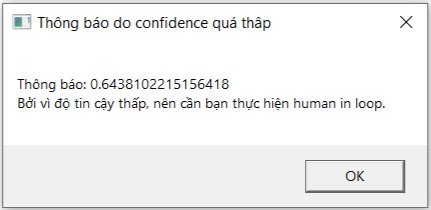 Thông báo do confidence quá thâp
Thông báo: 0.6438102215156418
Bởi vì độ tin cậy thấp, nên cần bạn thực hiện human in loop.
OK